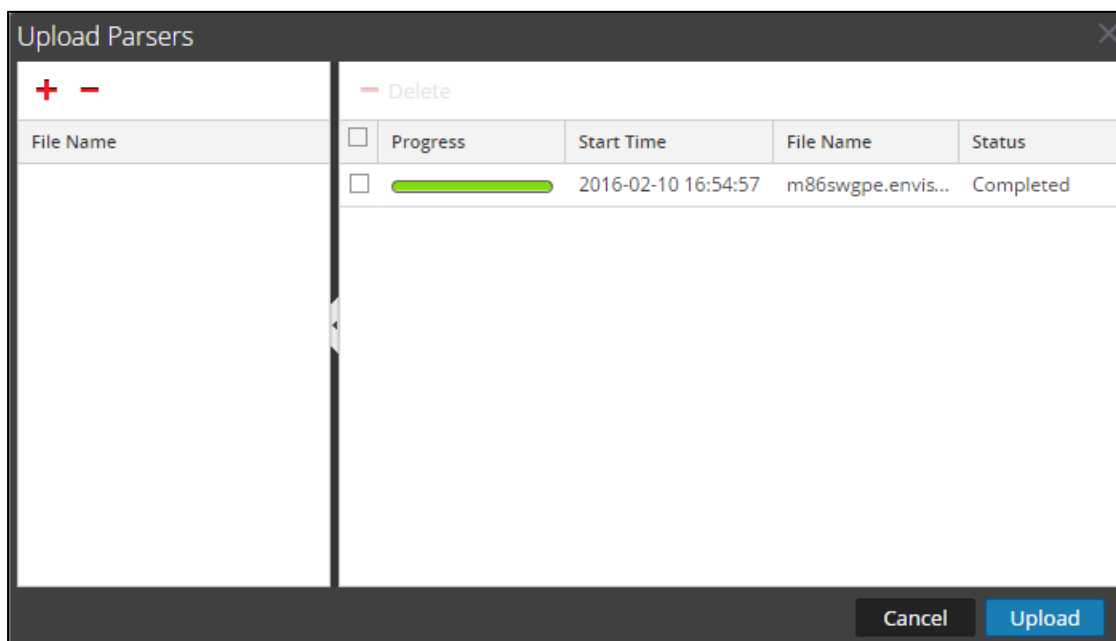 Upload Parsers
Delete
File Name
Progress Start Time File Name Status
2016-02-10 16:54:57 m86swgpe.envis... Completed
Cancel Upload